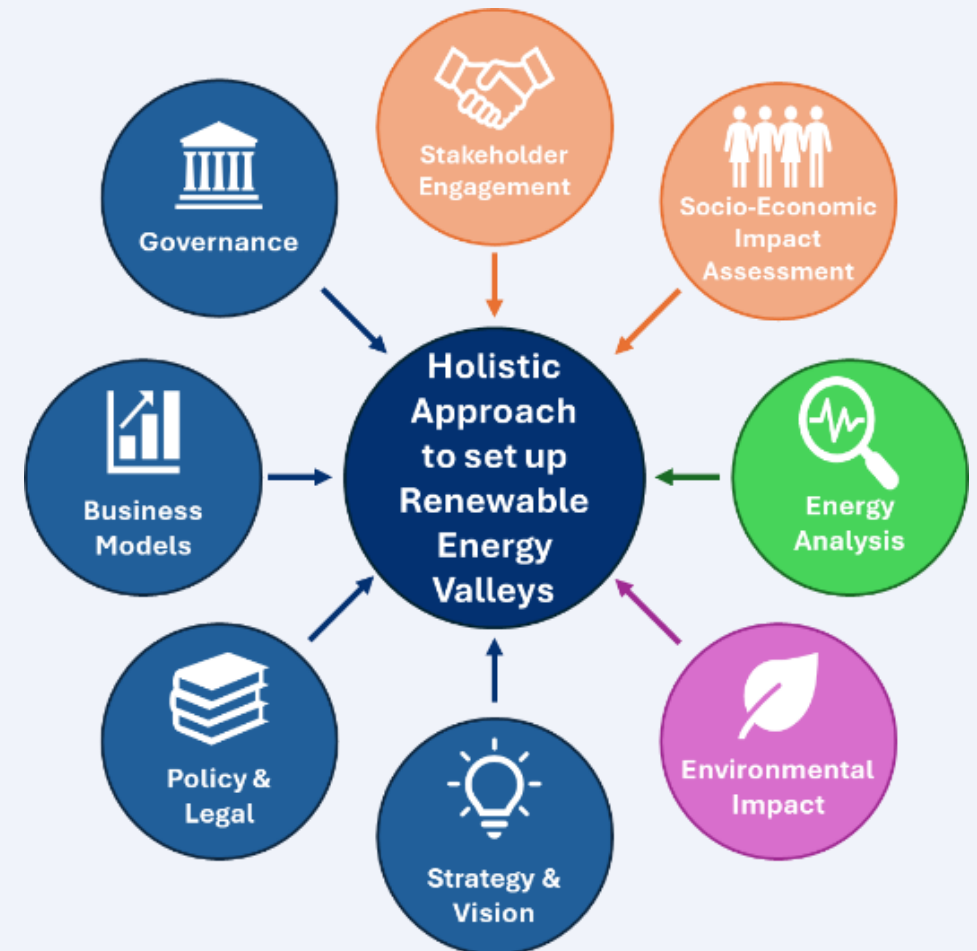 Stakeholder
Engagement
Socio-Economic
Impact
Assessment
Governance
Holistic
Approach
to set up
Renewable
Energy
Valleys
Business
Models
Energy
Analysis
Policy &
Legal
Environmental
Impact
Strategy &
Vision